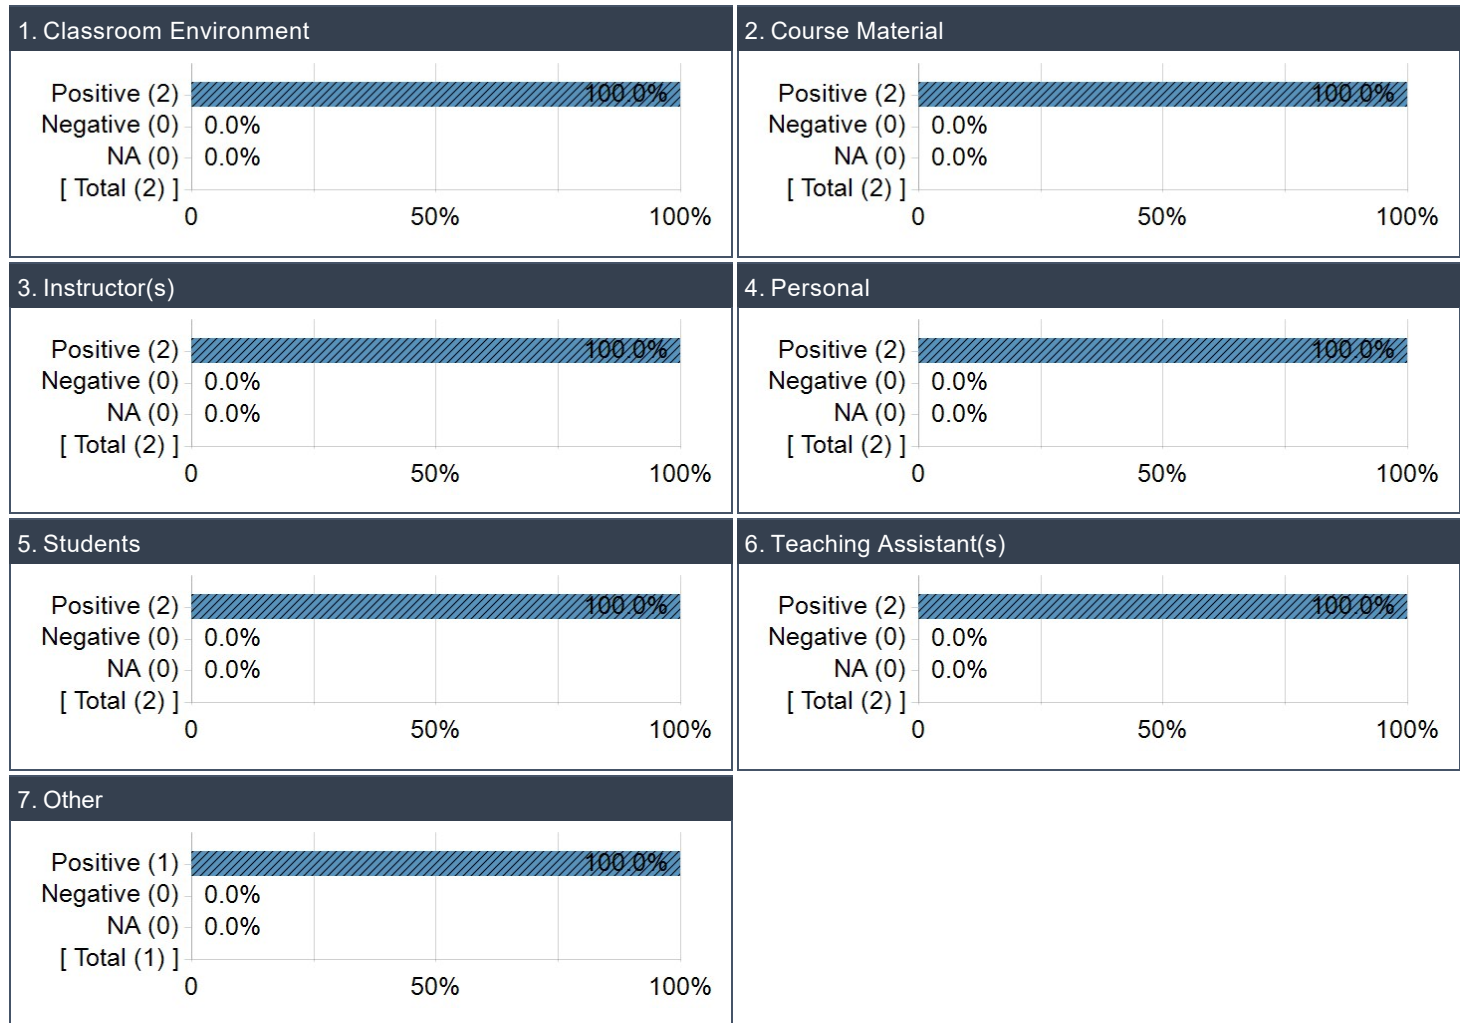 1. Classroom Environment
Positive (2) 100.0%
Negative (0) 0.0%
NA (0) 0.0%
[ Total (2) ]
0 50% 100%
2. Course Material
Positive (2) 100.0%
Negative (0) 0.0%
NA (0) 0.0%
[ Total (2) ]
0 50% 100%
3. Instructor(s)
Positive (2) 100.0%
Negative (0) 0.0%
NA (0) 0.0%
[ Total (2) ]
0 50% 100%
4. Personal
Positive (2) 100.0%
Negative (0) 0.0%
NA (0) 0.0%
[ Total (2) ]
0 50% 100%
5. Students
Positive (2) 100.0%
Negative (0) 0.0%
NA (0) 0.0%
[ Total (2) ]
0 50% 100%
6. Teaching Assistant(s)
Positive (2) 100.0%
Negative (0) 0.0%
NA (0) 0.0%
[ Total (2) ]
0 50% 100%
7. Other
Positive (1) 100.0%
Negative (0) 0.0%
NA (0) 0.0%
[ Total (1) ]
0 50% 100%